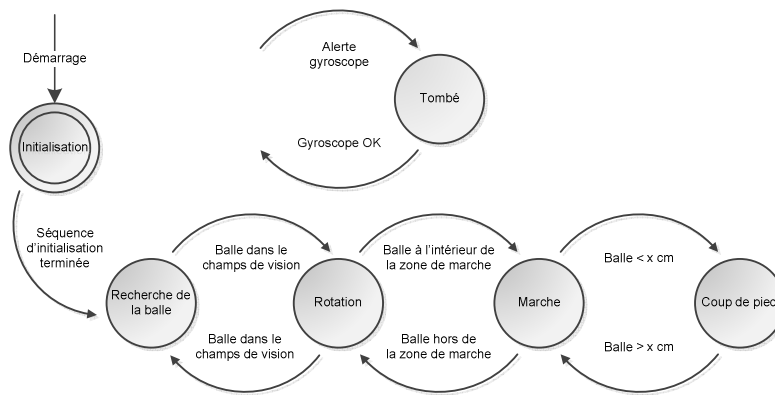 Démarrage
Initialisation
Séquence
d'initialisation
terminée
Alerte
gyroscope
Tombé
Gyroscope OK
Recherche de
la balle
Balle dans le
champs de vision
Balle dans le
champs de vision
Rotation
Balle à l'intérieur de
la zone de marche
Balle hors de
la zone de marche
Marche
Balle < x cm
Balle > x cm
Coup de pied